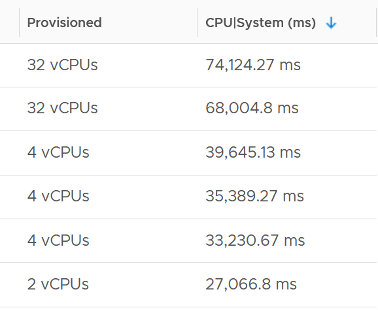 Provisioned CPU|System (ms)
32 vCPUs 74,124.27 ms
32 vCPUs 68,004.8 ms
4 vCPUs 39,645.13 ms
4 vCPUs 35,389.27 ms
4 vCPUs 33,230.67 ms
2 vCPUs 27,066.8 ms